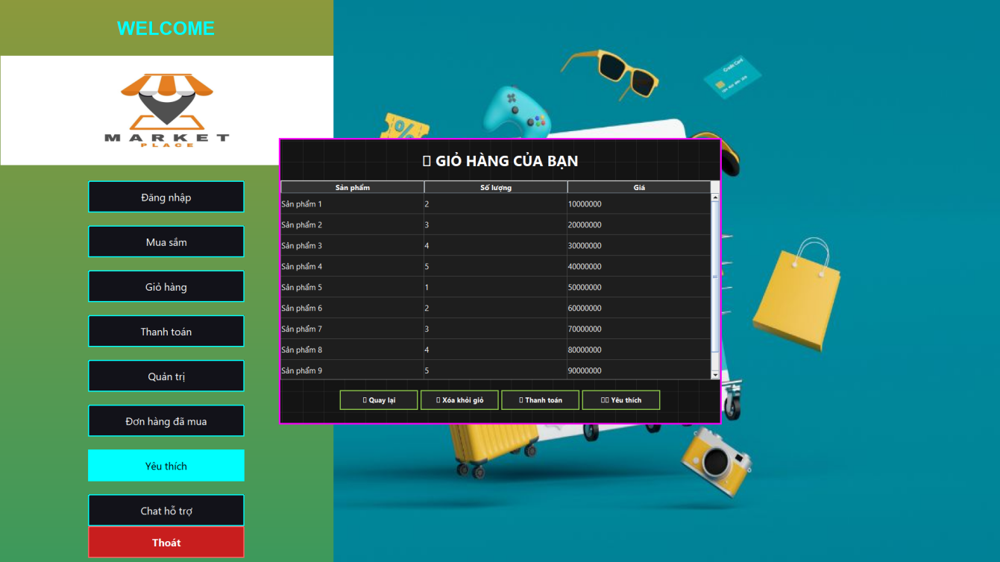 WELCOME
MARKET
PLACE
Đăng nhập
Mua sắm
Giỏ hàng
Thanh toán
Quản trị
Đơn hàng đã mua
Yêu thích
Chat hỗ trợ
Thoát
Credit Card
%
GIỎ HÀNG CỦA BẠN
Sản phẩm Số lượng Giá
Sản phẩm 1 2 10000000
Sản phẩm 2 3 20000000
Sản phẩm 3 4 30000000
Sản phẩm 4 5 40000000
Sản phẩm 5 1 50000000
Sản phẩm 6 2 60000000
Sản phẩm 7 3 70000000
Sản phẩm 8 4 80000000
Sản phẩm 9 5 90000000
Quay lại Xóa khỏi giỏ Thanh toán Yêu thích